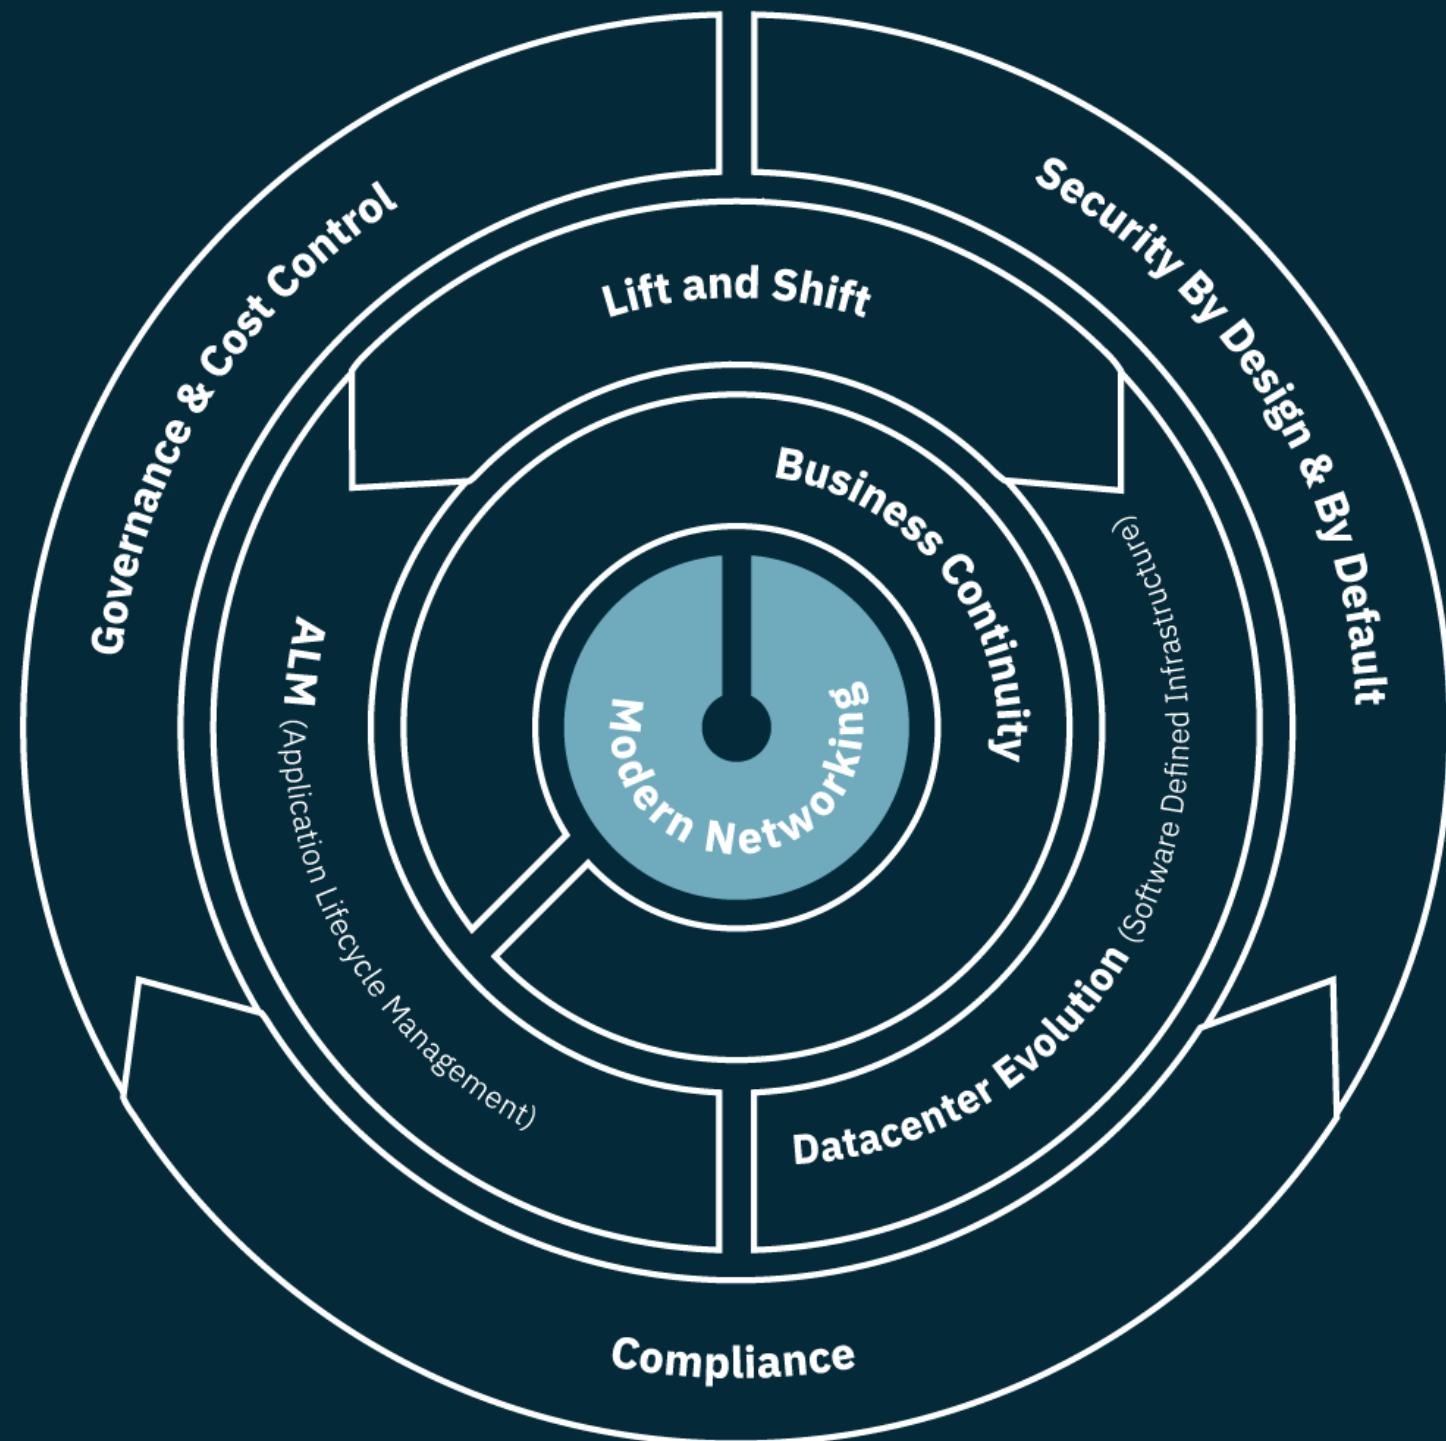 Governance & Cost Control
Security By Design & By Default
Lift and Shift
Business Continuity
ALM (Application Lifecycle Management)
Datacenter Evolution (Software Defined Infrastructure)
Modern Networking
Compliance